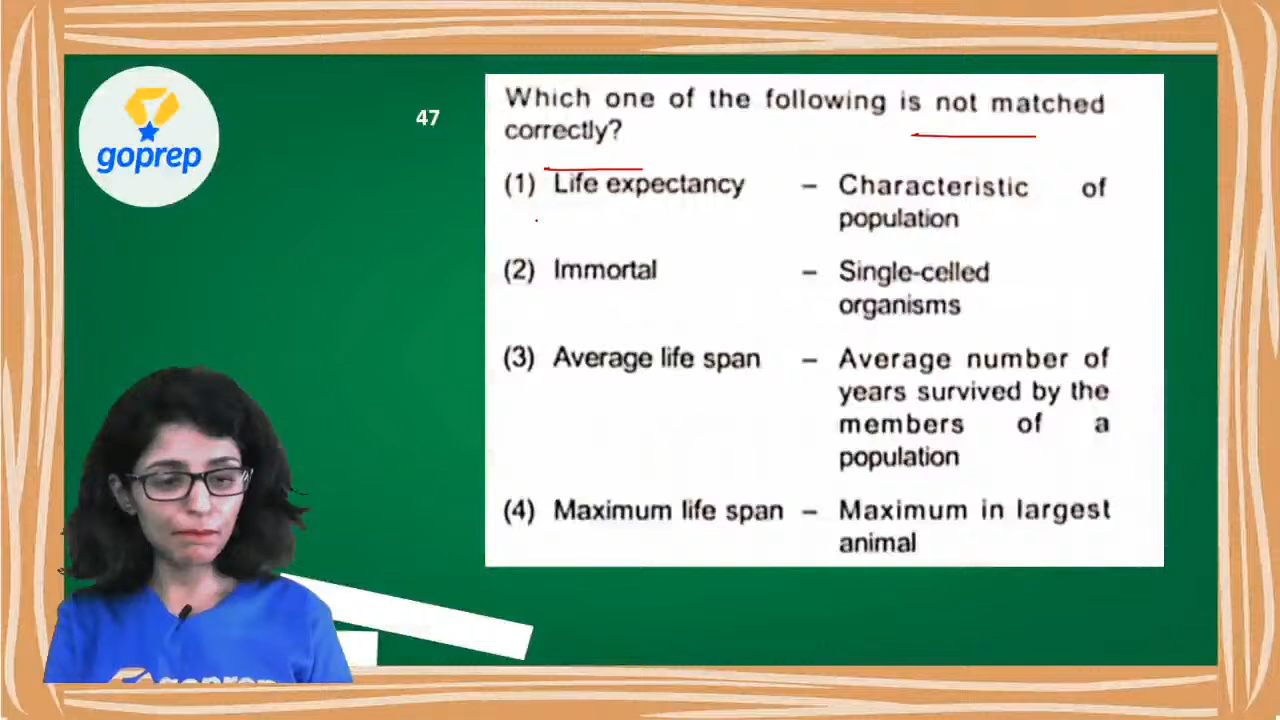 goprep
47
Which one of the following is not matched
correctly?
(1) Life expectancy – Characteristic of
population
(2) Immortal – Single-celled
organisms
(3) Average life span – Average number of
years survived by the
members of a
population
(4) Maximum life span – Maximum in largest
animal
goprep